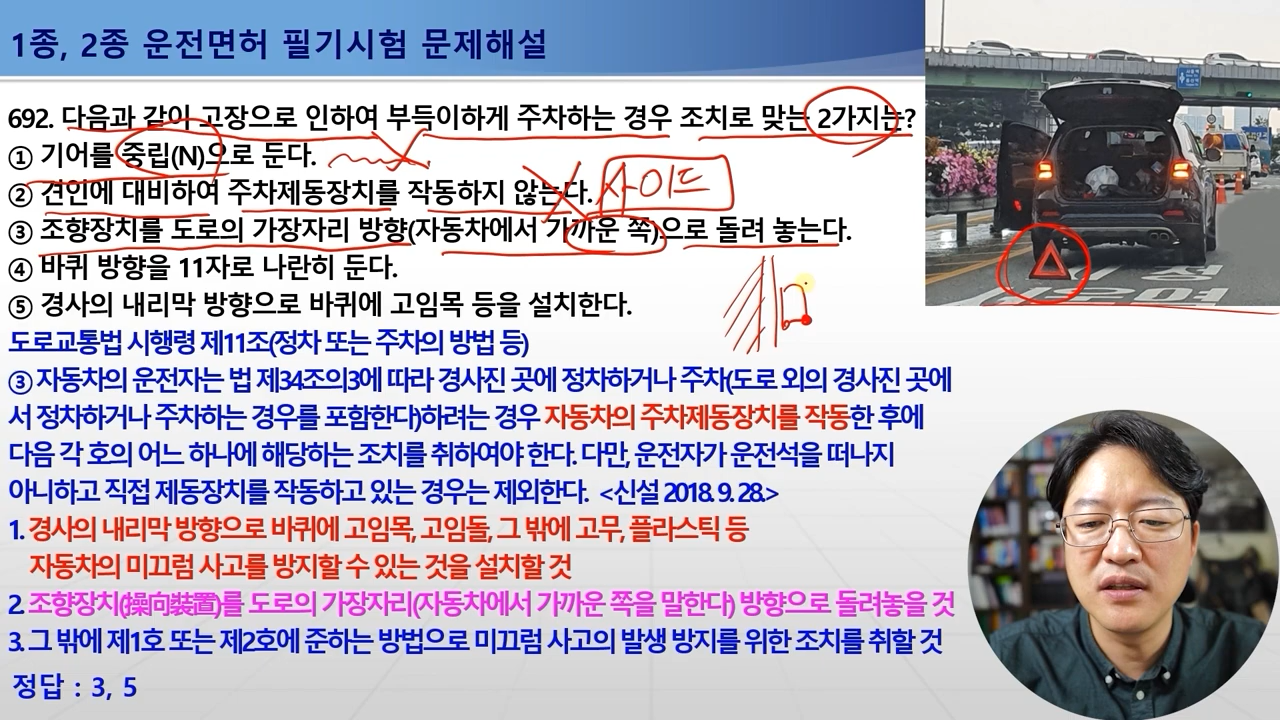 1종, 2종 운전면허 필기시험 문제해설
692. 다음과 같이 고장으로 인하여 부득이하게 주차하는 경우 조치로 맞는 2가지는?
① 기어를 중립(N)으로 둔다.
② 견인에 대비하여 주차제동장치를 작동하지 않는다.
사이드
③ 조향장치를 도로의 가장자리 방향(자동차에서 가까운 쪽)으로 돌려 놓는다.
④ 바퀴 방향을 11자로 나란히 둔다.
⑤ 경사의 내리막 방향으로 바퀴에 고임목 등을 설치한다.
도로교통법 시행령 제11조(정차 또는 주차의 방법 등)
③ 자동차의 운전자는 법 제34조의3에 따라 경사진 곳에 정차하거나 주차(도로 외의 경사진 곳에
서 정차하거나 주차하는 경우를 포함한다)하려는 경우 자동차의 주차제동장치를 작동한 후에
다음 각 호의 어느 하나에 해당하는 조치를 취하여야 한다. 다만, 운전자가 운전석을 떠나지
아니하고 직접 제동장치를 작동하고 있는 경우는 제외한다. <신설 2018. 9. 28.>
1. 경사의 내리막 방향으로 바퀴에 고임목, 고임돌, 그 밖에 고무, 플라스틱 등
자동차의 미끄럼 사고를 방지할 수 있는 것을 설치할 것
2. 조향장치(操向裝置)를 도로의 가장자리(자동차에서 가까운 쪽을 말한다) 방향으로 돌려놓을 것
3. 그 밖에 제1호 또는 제2호에 준하는 방법으로 미끄럼 사고의 발생 방지를 위한 조치를 취할 것
정답 : 3, 5